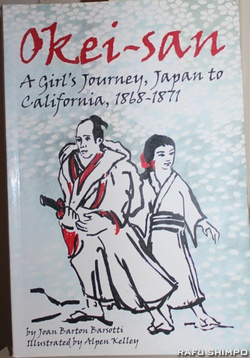 Okei-san
A Girl's Journey, Japan to
California, 1868-1871
by Joan Barton Barsotti
Illustrated by Alpen Kelley
RAFU SHIMPO